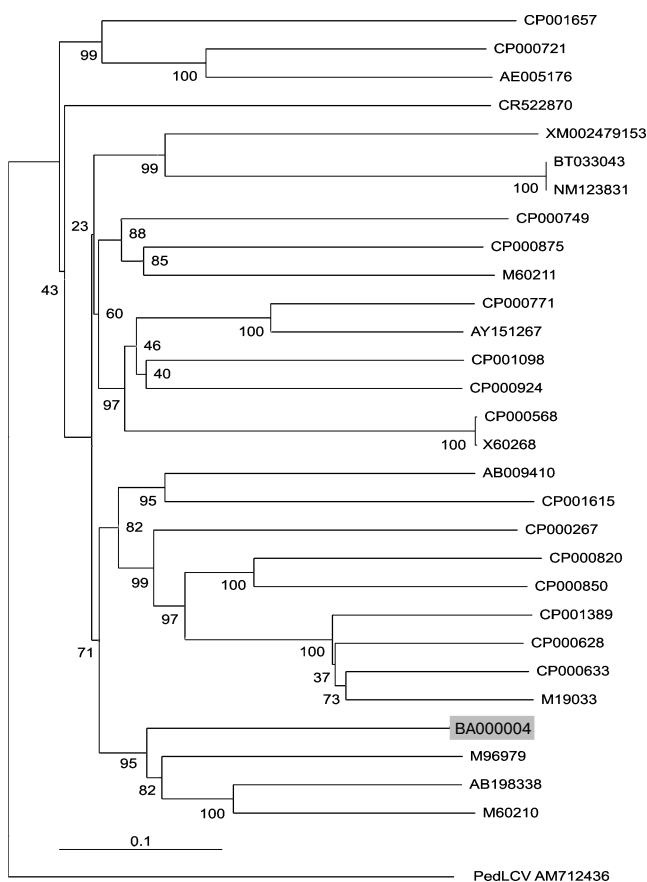 CP001657
CP000721
99
100
AE005176
CR522870
XM002479153
BT033043
99
100
NM123831
CP000749
23
88
CP000875
85
M60211
43
CP000771
60
100
AY151267
46
CP001098
40
CP000924
97
CP000568
100
X60268
AB009410
95
CP001615
82
CP000267
CP000820
99
100
CP000850
97
CP001389
CP000628
71
100
CP000633
37
73
M19033
BA000004
95
M96979
82
AB198338
100
M60210
0.1
PedLCV AM712436